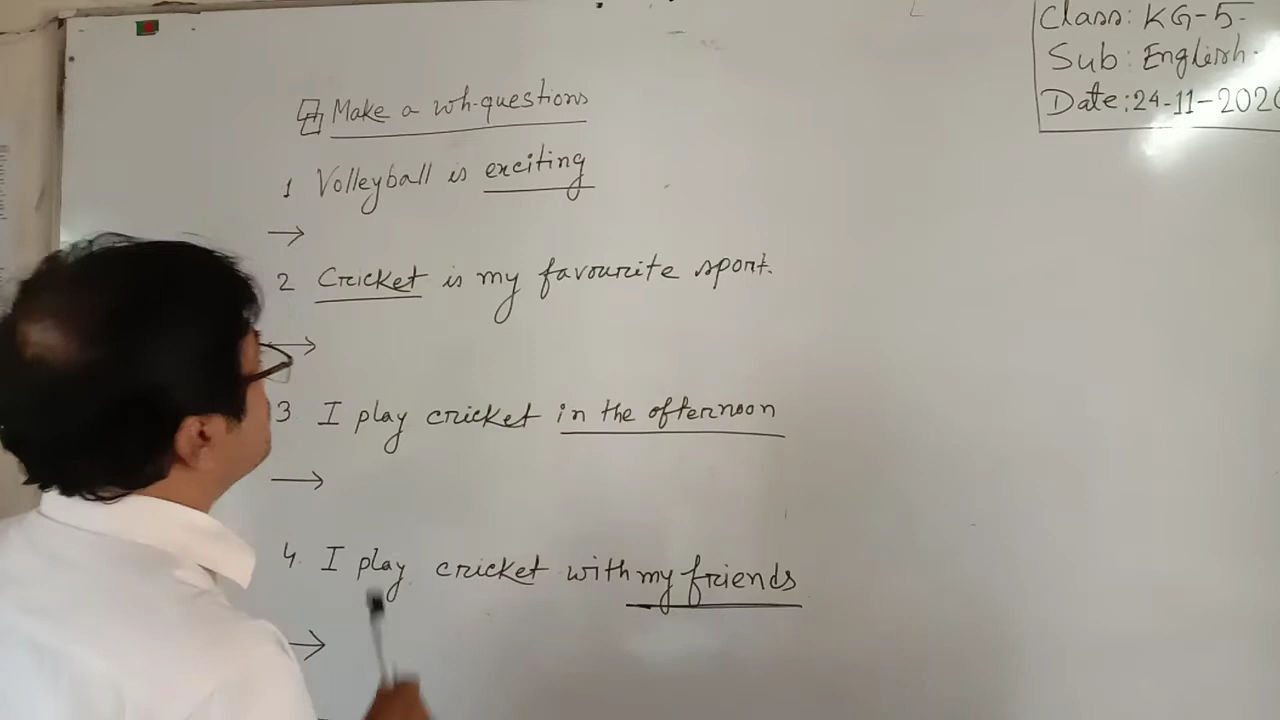 Class: KG-5
Sub: English
Date: 24-11-2020
Make a wh-questions
1 Volleyball is exciting
→
2 Cricket is my favourite sport.
→
3 I play cricket in the ofternoon
→
4. I play cricket with my friends
→